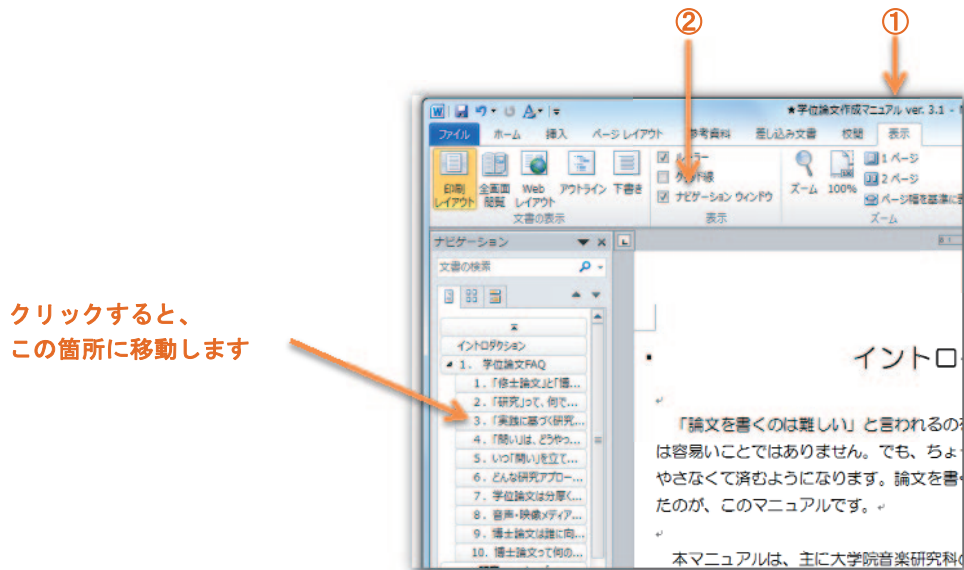 ② ①
★学位論文作成マニュアル ver. 3.1 -
ファイル ホーム 挿入 ページ レイアウト 参考資料 差し込み文書 校閲 表示
印刷レイアウト 全画面閲覧 Web レイアウト アウトライン 下書き
文書の表示
ルーラー
グリッド線
ナビゲーション ウィンドウ
表示
ズーム 100%
1 ページ
2 ページ
ページ幅を基準に
ズーム
ナビゲーション
文書の検索
クリックすると、
この箇所に移動します
イントロダクション
1. 学位論文FAQ
1.「修士論文」と「博...
2.「研究」って、何で...
3.「実践に基づく研究...
4.「問い」は、どうやっ...
5. いつ「問い」を立て...
6. どんな研究アプロー...
7. 学位論文は分厚く...
8. 音声・映像メディア...
9. 博士論文は誰に向...
10. 博士論文って何の...
イントロ
「論文を書くのは難しい」と言われるのを
は容易いことではありません。でも、ちょっ
やさなくて済むようになります。論文を書く
たのが、このマニュアルです。
本マニュアルは、主に大学院音楽研究科の